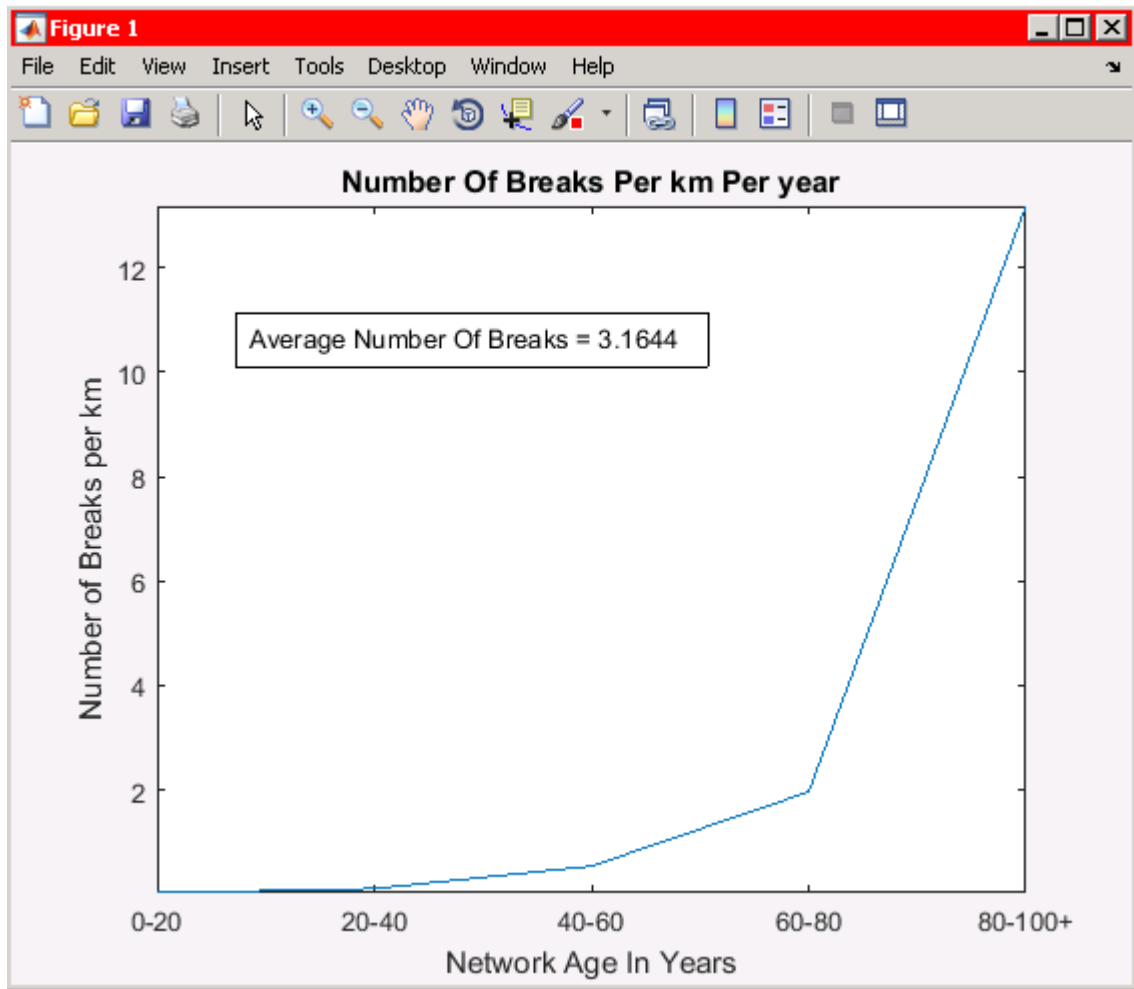 Figure 1
File Edit View Insert Tools Desktop Window Help
Number Of Breaks Per km Per year
Average Number Of Breaks = 3.1644
Number of Breaks per km
12
10
8
6
4
2
0-20 20-40 40-60 60-80 80-100+
Network Age In Years